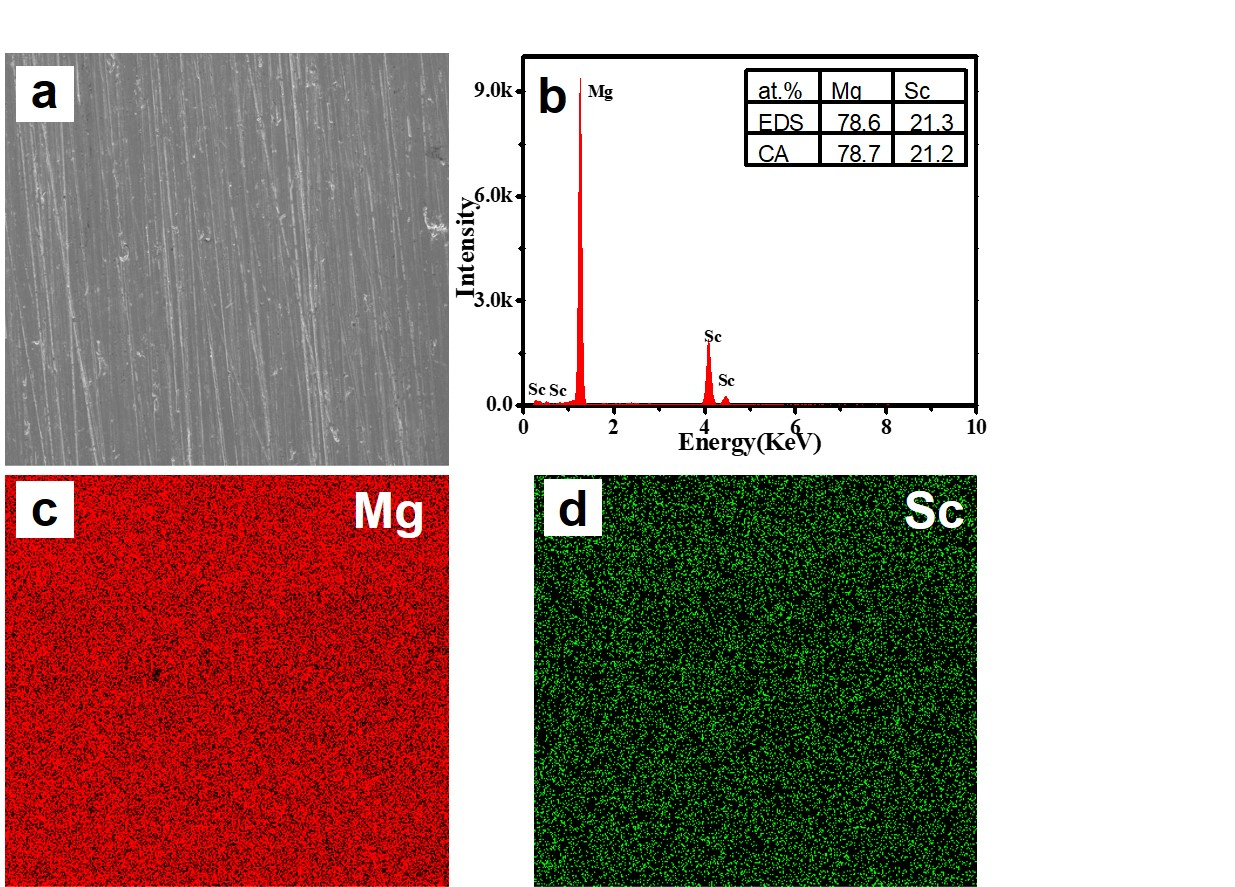 a
b
Mg
at.% Mg Sc
EDS 78.6 21.3
CA 78.7 21.2
9.0k
6.0k
3.0k
0.0
Intensity
Sc Sc
Sc
Sc
0 2 4 6 8 10
Energy(KeV)
c
Mg
d
Sc